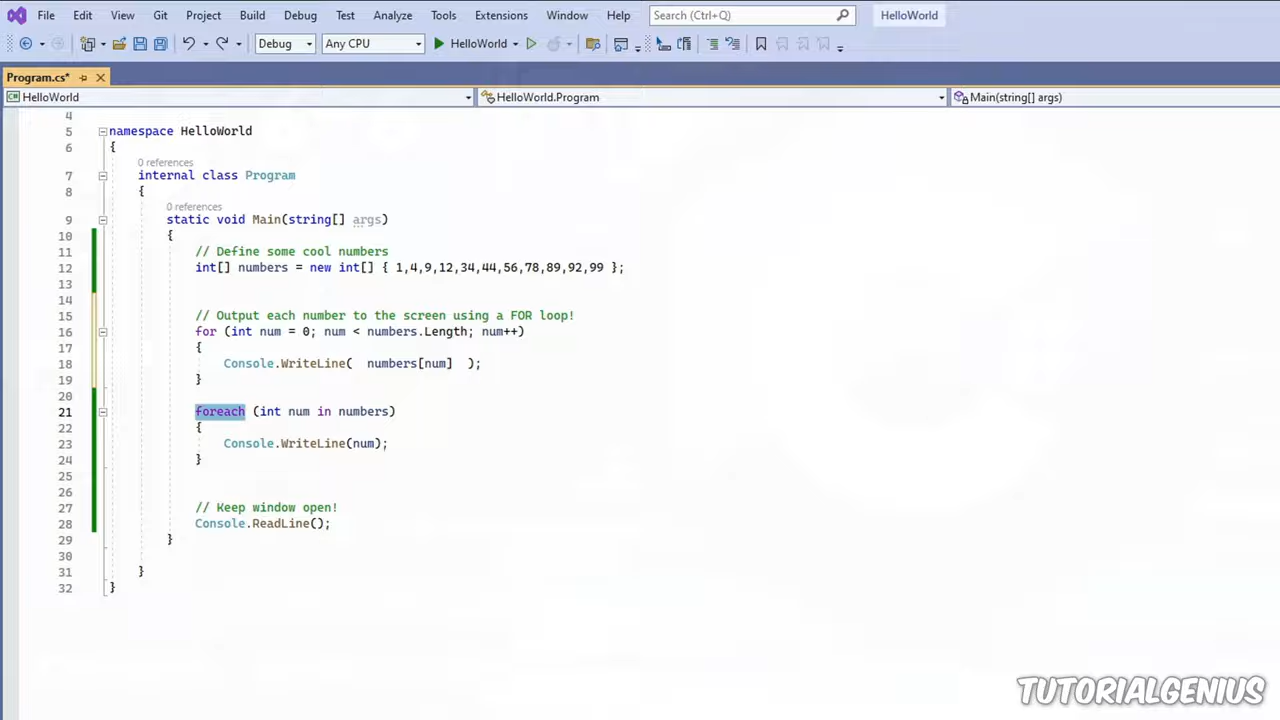 File Edit View Git Project Build Debug Test Analyze Tools Extensions Window Help Search (Ctrl+Q) HelloWorld
Debug Any CPU HelloWorld
Program.cs*
HelloWorld HelloWorld.Program Main(string[] args)
4
5 namespace HelloWorld
6 {
0 references
7 internal class Program
8 {
0 references
9 static void Main(string[] args)
10 {
11 // Define some cool numbers
12 int[] numbers = new int[] { 1,4,9,12,34,44,56,78,89,92,99 };
13
14
15 // Output each number to the screen using a FOR loop!
16 for (int num = 0; num < numbers.Length; num++)
17 {
18 Console.WriteLine(  numbers[num]  );
19 }
20
21 foreach (int num in numbers)
22 {
23 Console.WriteLine(num);
24 }
25
26
27 // Keep window open!
28 Console.ReadLine();
29 }
30
31 }
32 }
TUTORIALGENIUS